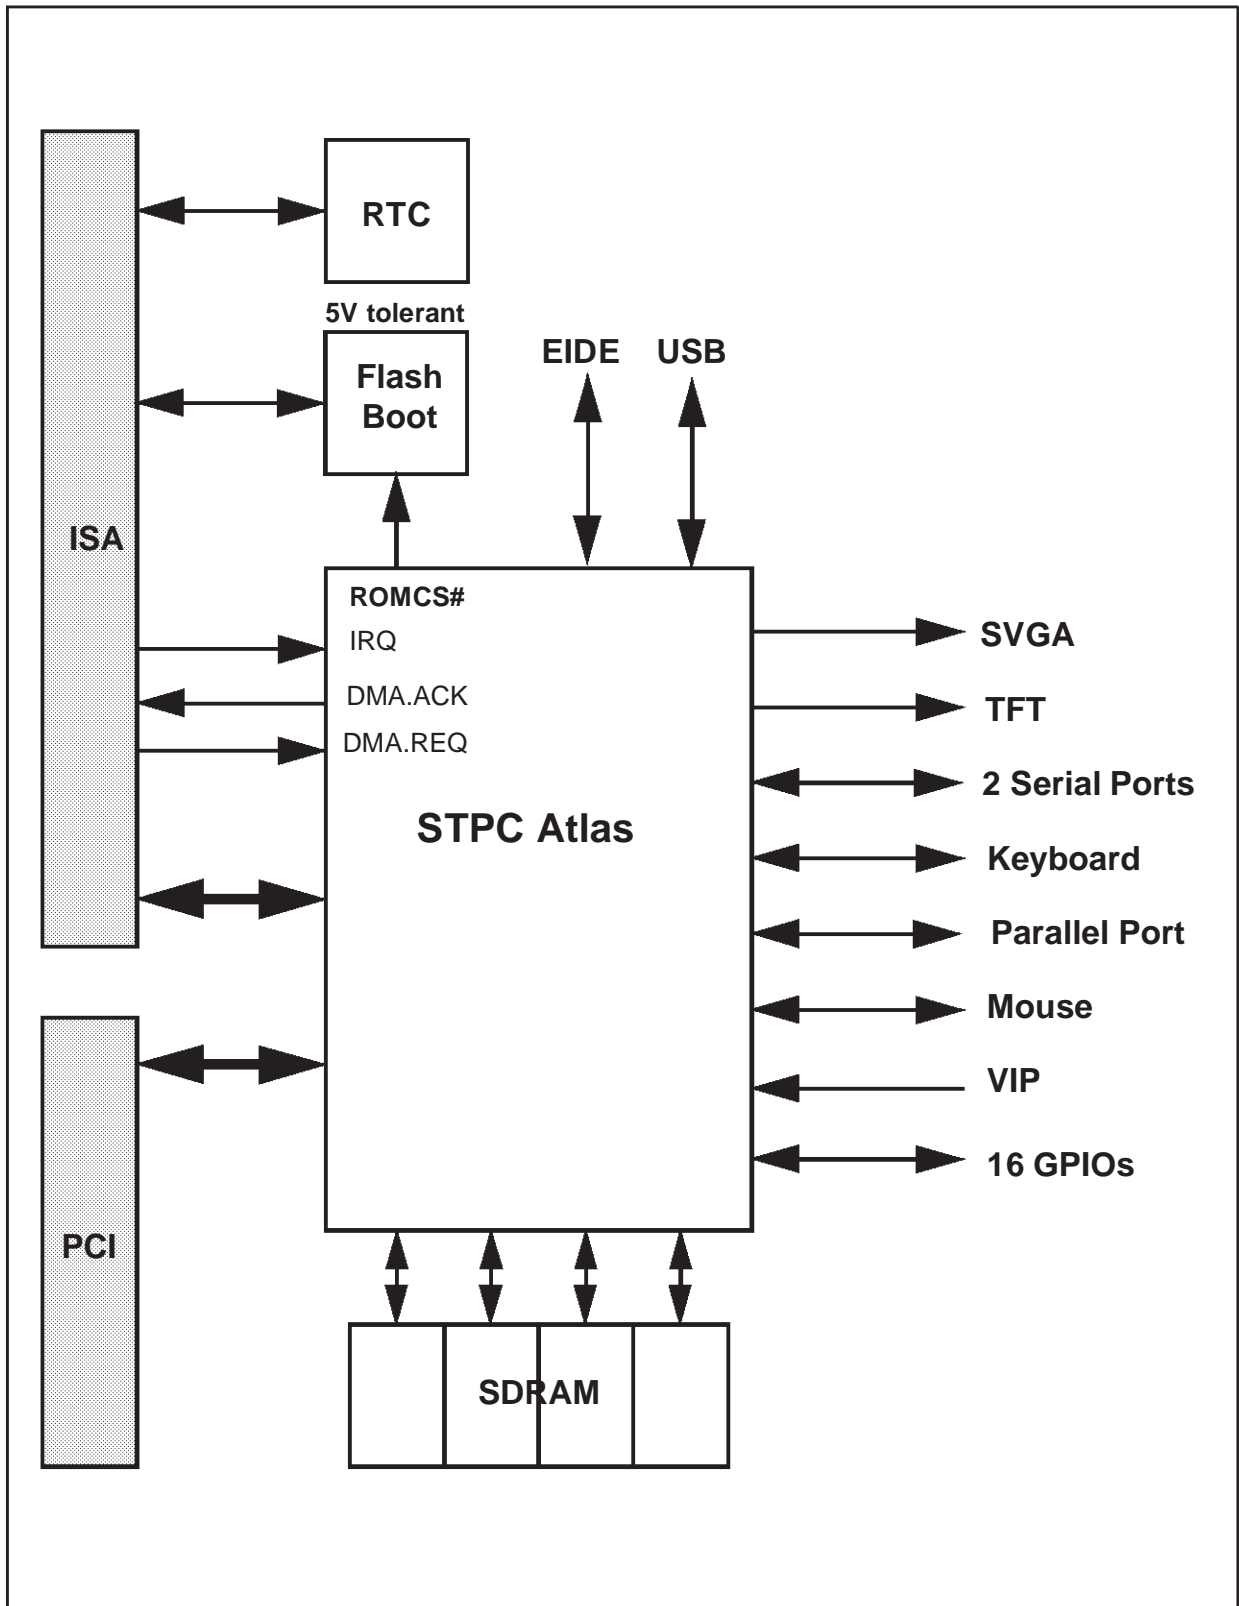 RTC
5V tolerant
Flash
Boot
EIDE
USB
ISA
ROMCS#
IRQ
DMA.ACK
DMA.REQ
STPC Atlas
SVGA
TFT
2 Serial Ports
Keyboard
Parallel Port
Mouse
VIP
16 GPIOs
PCI
SDRAM